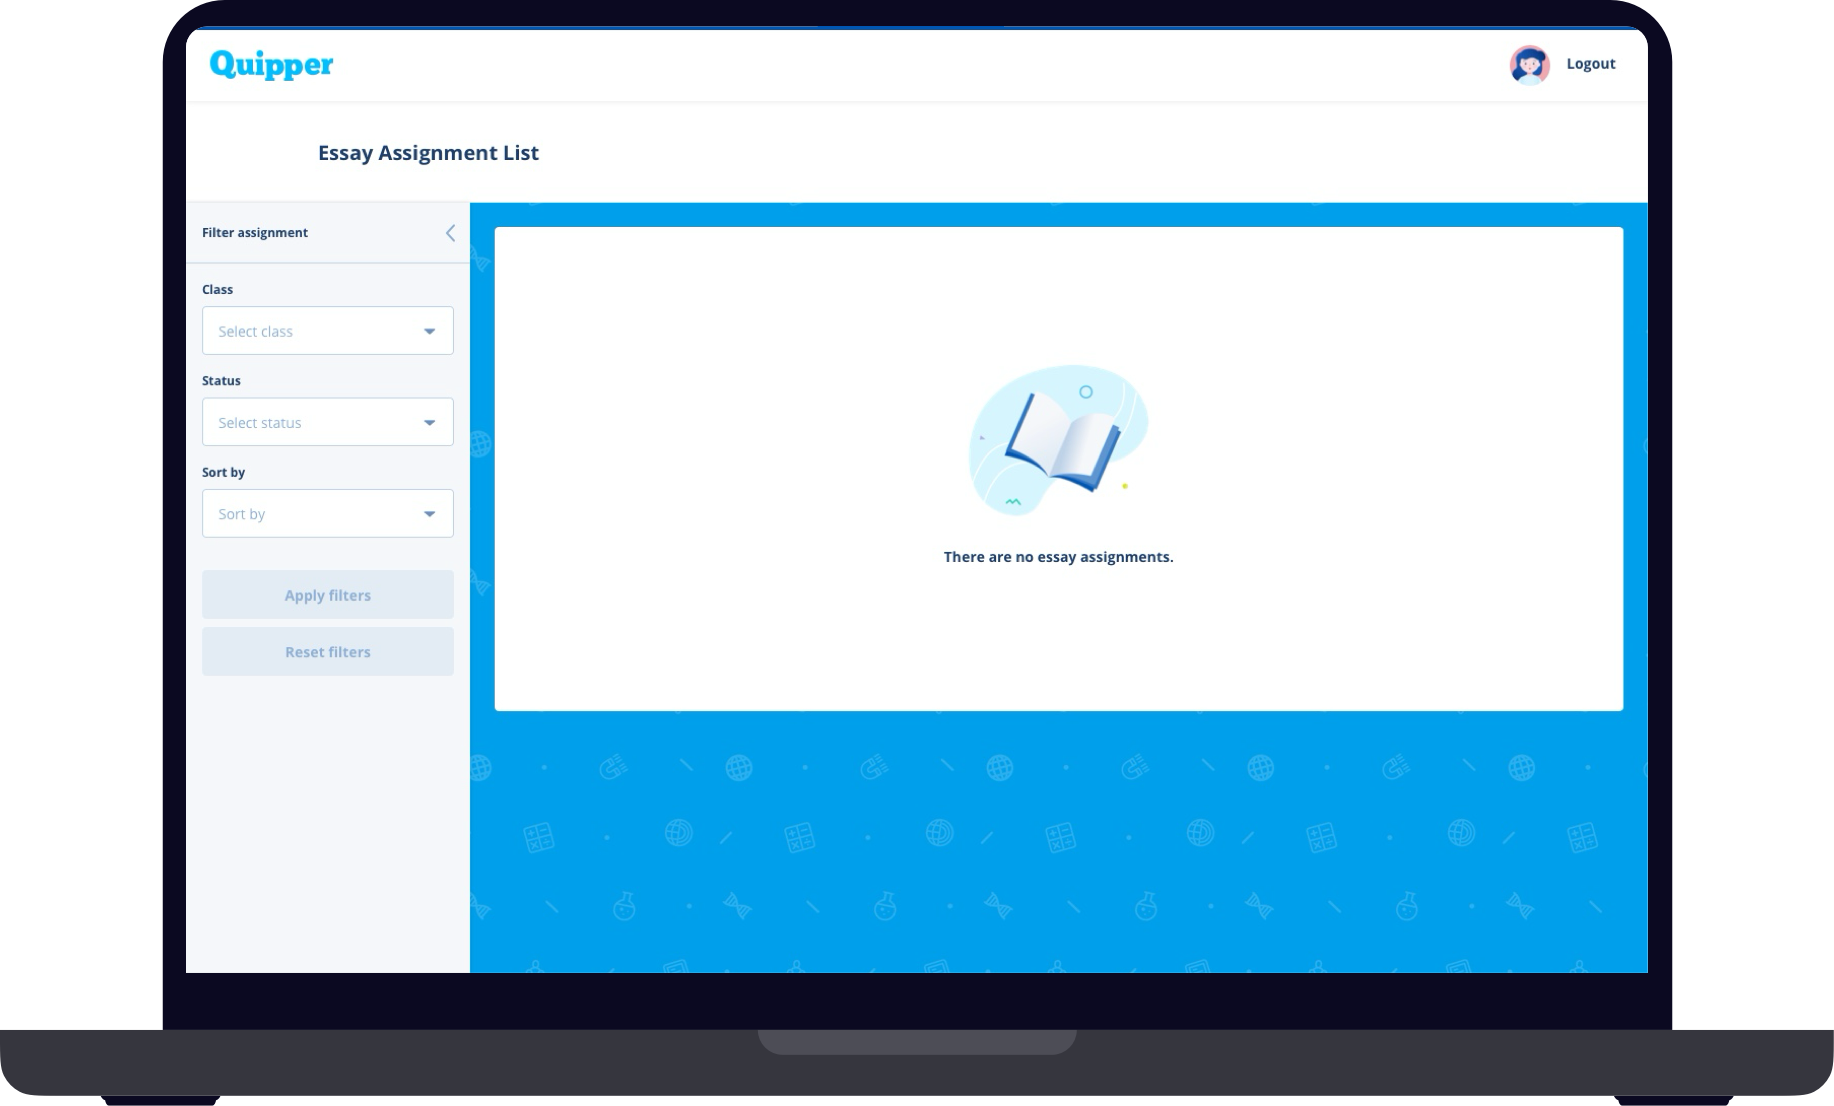 Quipper
Logout
Essay Assignment List
Filter assignment
Class
Select class
Status
Select status
Sort by
Sort by
Apply filters
Reset filters
There are no essay assignments.